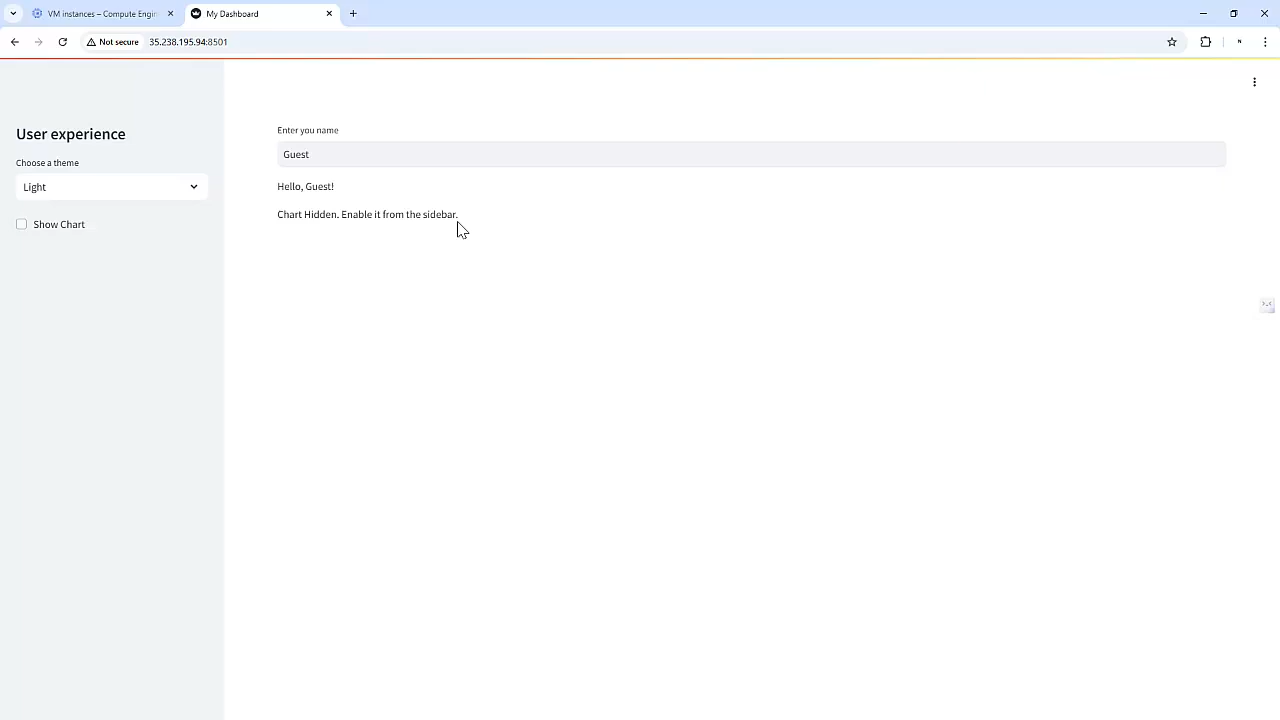 VM instances – Compute Engin
My Dashboard
Not secure
35.238.195.94:8501
User experience
Choose a theme
Light
Show Chart
Enter you name
Guest
Hello, Guest!
Chart Hidden. Enable it from the sidebar.